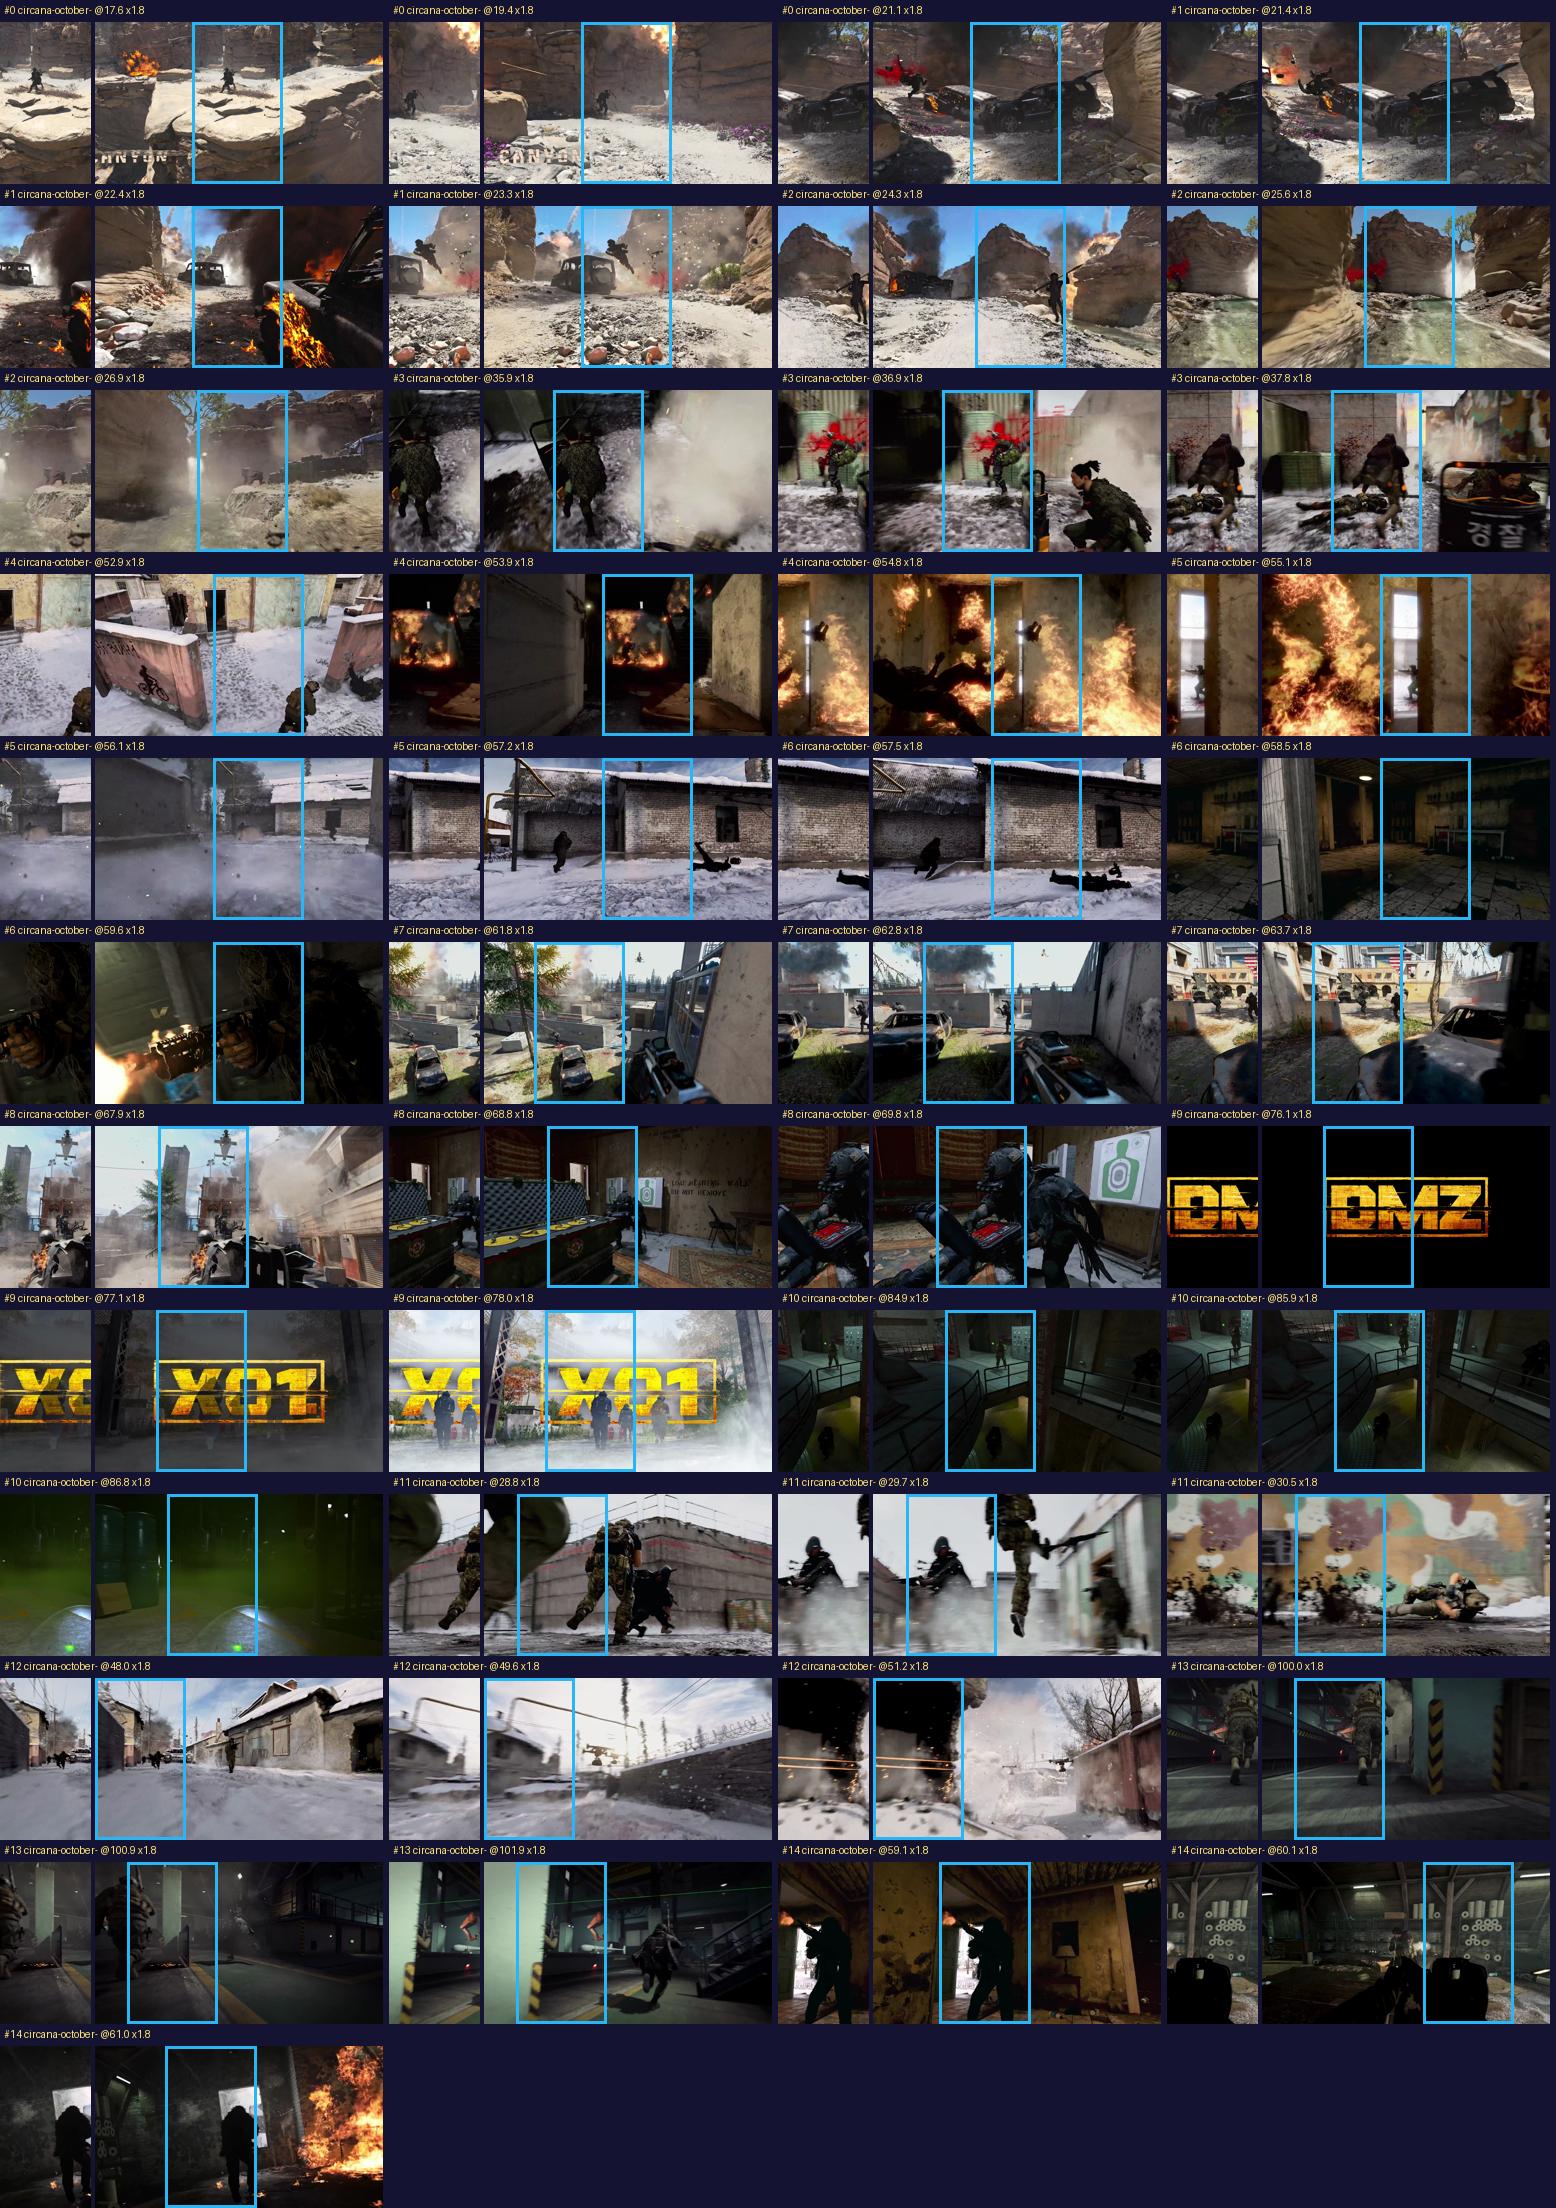 #0 circana-october- @17.6 x1.8
#0 circana-october- @19.4 x1.8
#0 circana-october- @21.1 x1.8
#1 circana-october- @21.4 x1.8
CANYON
#1 circana-october- @22.4 x1.8
#1 circana-october- @23.3 x1.8
#2 circana-october- @24.3 x1.8
#2 circana-october- @25.6 x1.8
#2 circana-october- @26.9 x1.8
#3 circana-october- @35.9 x1.8
#3 circana-october- @36.9 x1.8
#3 circana-october- @37.8 x1.8
경찰
#4 circana-october- @52.9 x1.8
#4 circana-october- @53.9 x1.8
#4 circana-october- @54.8 x1.8
#5 circana-october- @55.1 x1.8
#5 circana-october- @56.1 x1.8
#5 circana-october- @57.2 x1.8
#6 circana-october- @57.5 x1.8
#6 circana-october- @58.5 x1.8
#6 circana-october- @59.6 x1.8
#7 circana-october- @61.8 x1.8
#7 circana-october- @62.8 x1.8
#7 circana-october- @63.7 x1.8
#8 circana-october- @67.9 x1.8
#8 circana-october- @68.8 x1.8
#8 circana-october- @69.8 x1.8
#9 circana-october- @76.1 x1.8
LOAD BEARING WALL
DO NOT REMOVE
DM
DMZ
#9 circana-october- @77.1 x1.8
#9 circana-october- @78.0 x1.8
#10 circana-october- @84.9 x1.8
#10 circana-october- @85.9 x1.8
X01
X01
#10 circana-october- @86.8 x1.8
#11 circana-october- @28.8 x1.8
#11 circana-october- @29.7 x1.8
#11 circana-october- @30.5 x1.8
#12 circana-october- @48.0 x1.8
#12 circana-october- @49.6 x1.8
#12 circana-october- @51.2 x1.8
#13 circana-october- @100.0 x1.8
#13 circana-october- @100.9 x1.8
#13 circana-october- @101.9 x1.8
#14 circana-october- @59.1 x1.8
#14 circana-october- @60.1 x1.8
#14 circana-october- @61.0 x1.8